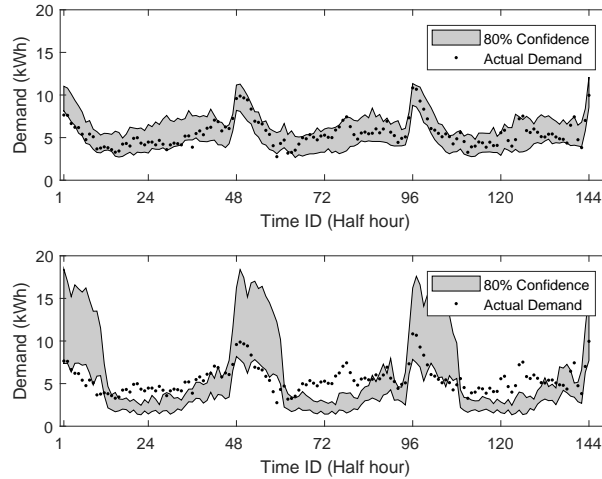 20
15
10
5
0
Demand (kWh)
80% Confidence
Actual Demand
1 24 48 72 96 120 144
Time ID (Half hour)
20
15
10
5
0
Demand (kWh)
80% Confidence
Actual Demand
1 24 48 72 96 120 144
Time ID (Half hour)